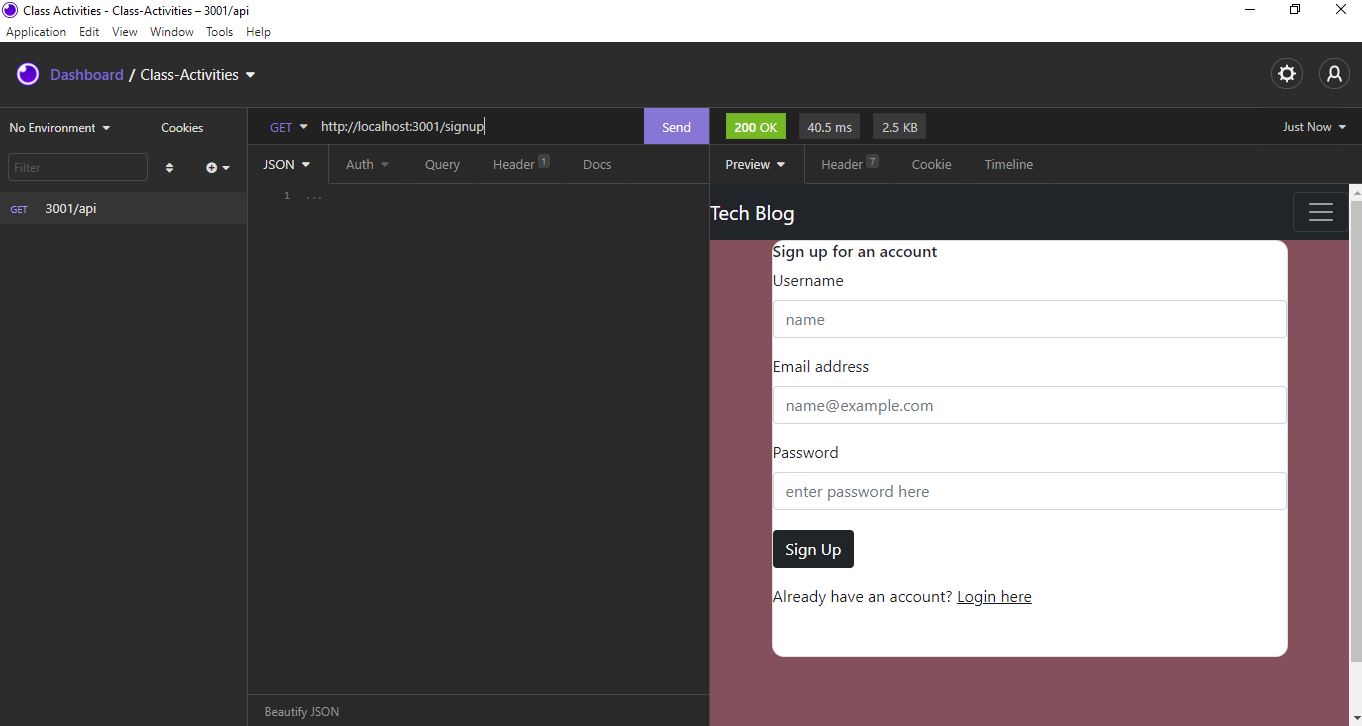 Class Activities - Class-Activities – 3001/api
Application Edit View Window Tools Help
Dashboard / Class-Activities
No Environment Cookies
GET http://localhost:3001/signup Send
200 OK 40.5 ms 2.5 KB Just Now
Filter
JSON Auth Query Header 1 Docs
Preview Header 7 Cookie Timeline
GET 3001/api
1 ...
Tech Blog
Sign up for an account
Username
name
Email address
name@example.com
Password
enter password here
Sign Up
Already have an account? Login here
Beautify JSON